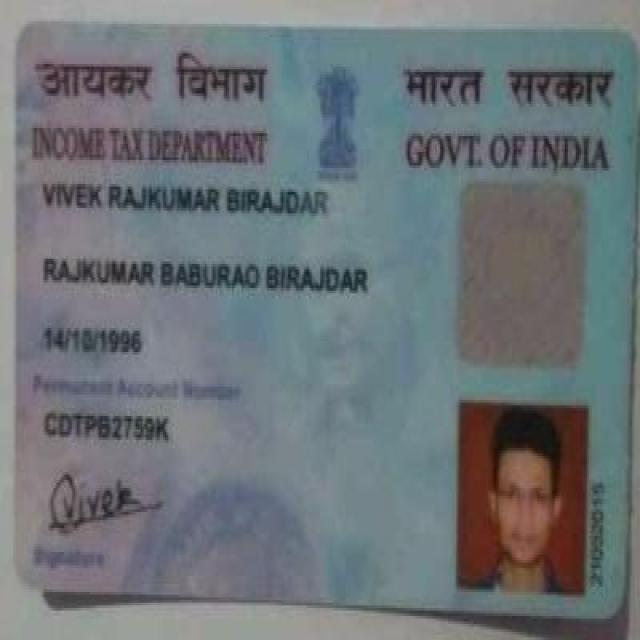 आयकर विभाग
INCOME TAX DEPARTMENT
भारत सरकार
GOVT. OF INDIA
VIVEK RAJKUMAR BIRAJDAR
RAJKUMAR BABURAO BIRAJDAR
14/10/1996
Permanent Account Number
CDTPB2759K
Vivek
Signature